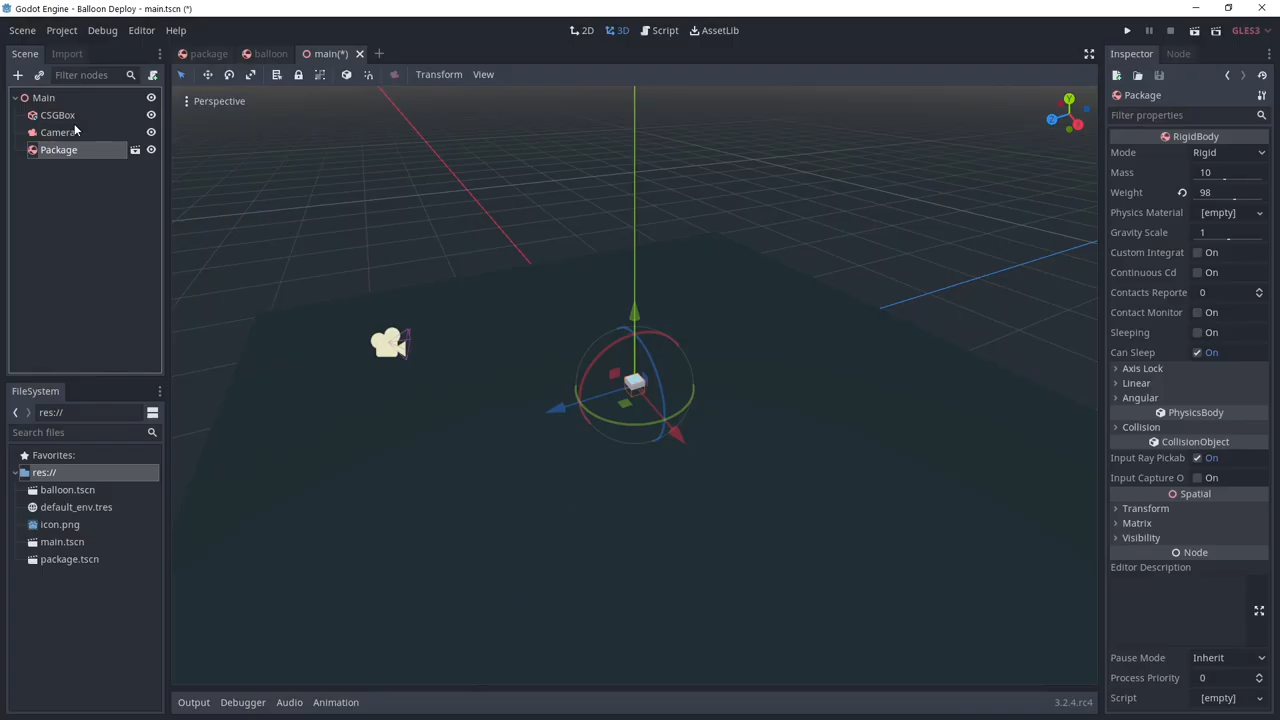 Godot Engine - Balloon Deploy - main.tscn (*)
Scene Project Debug Editor Help
2D 3D Script AssetLib
GLES3
Scene Import
package balloon main(*)
Inspector Node
Filter nodes
Transform View
Main
CSGBox
Camera
Package
Perspective
Y
Z
X
Package
Filter properties
RigidBody
Mode Rigid
Mass 10
Weight 98
Physics Material [empty]
Gravity Scale 1
Custom Integrat On
Continuous Cd On
Contacts Reporte 0
Contact Monitor On
Sleeping On
Can Sleep On
Axis Lock
Linear
Angular
PhysicsBody
Collision
CollisionObject
Input Ray Pickab On
Input Capture O On
Spatial
Transform
Matrix
Visibility
Node
Editor Description
Pause Mode Inherit
Process Priority 0
Script [empty]
FileSystem
res://
Search files
Favorites:
res://
balloon.tscn
default_env.tres
icon.png
main.tscn
package.tscn
Output Debugger Audio Animation
3.2.4.rc4